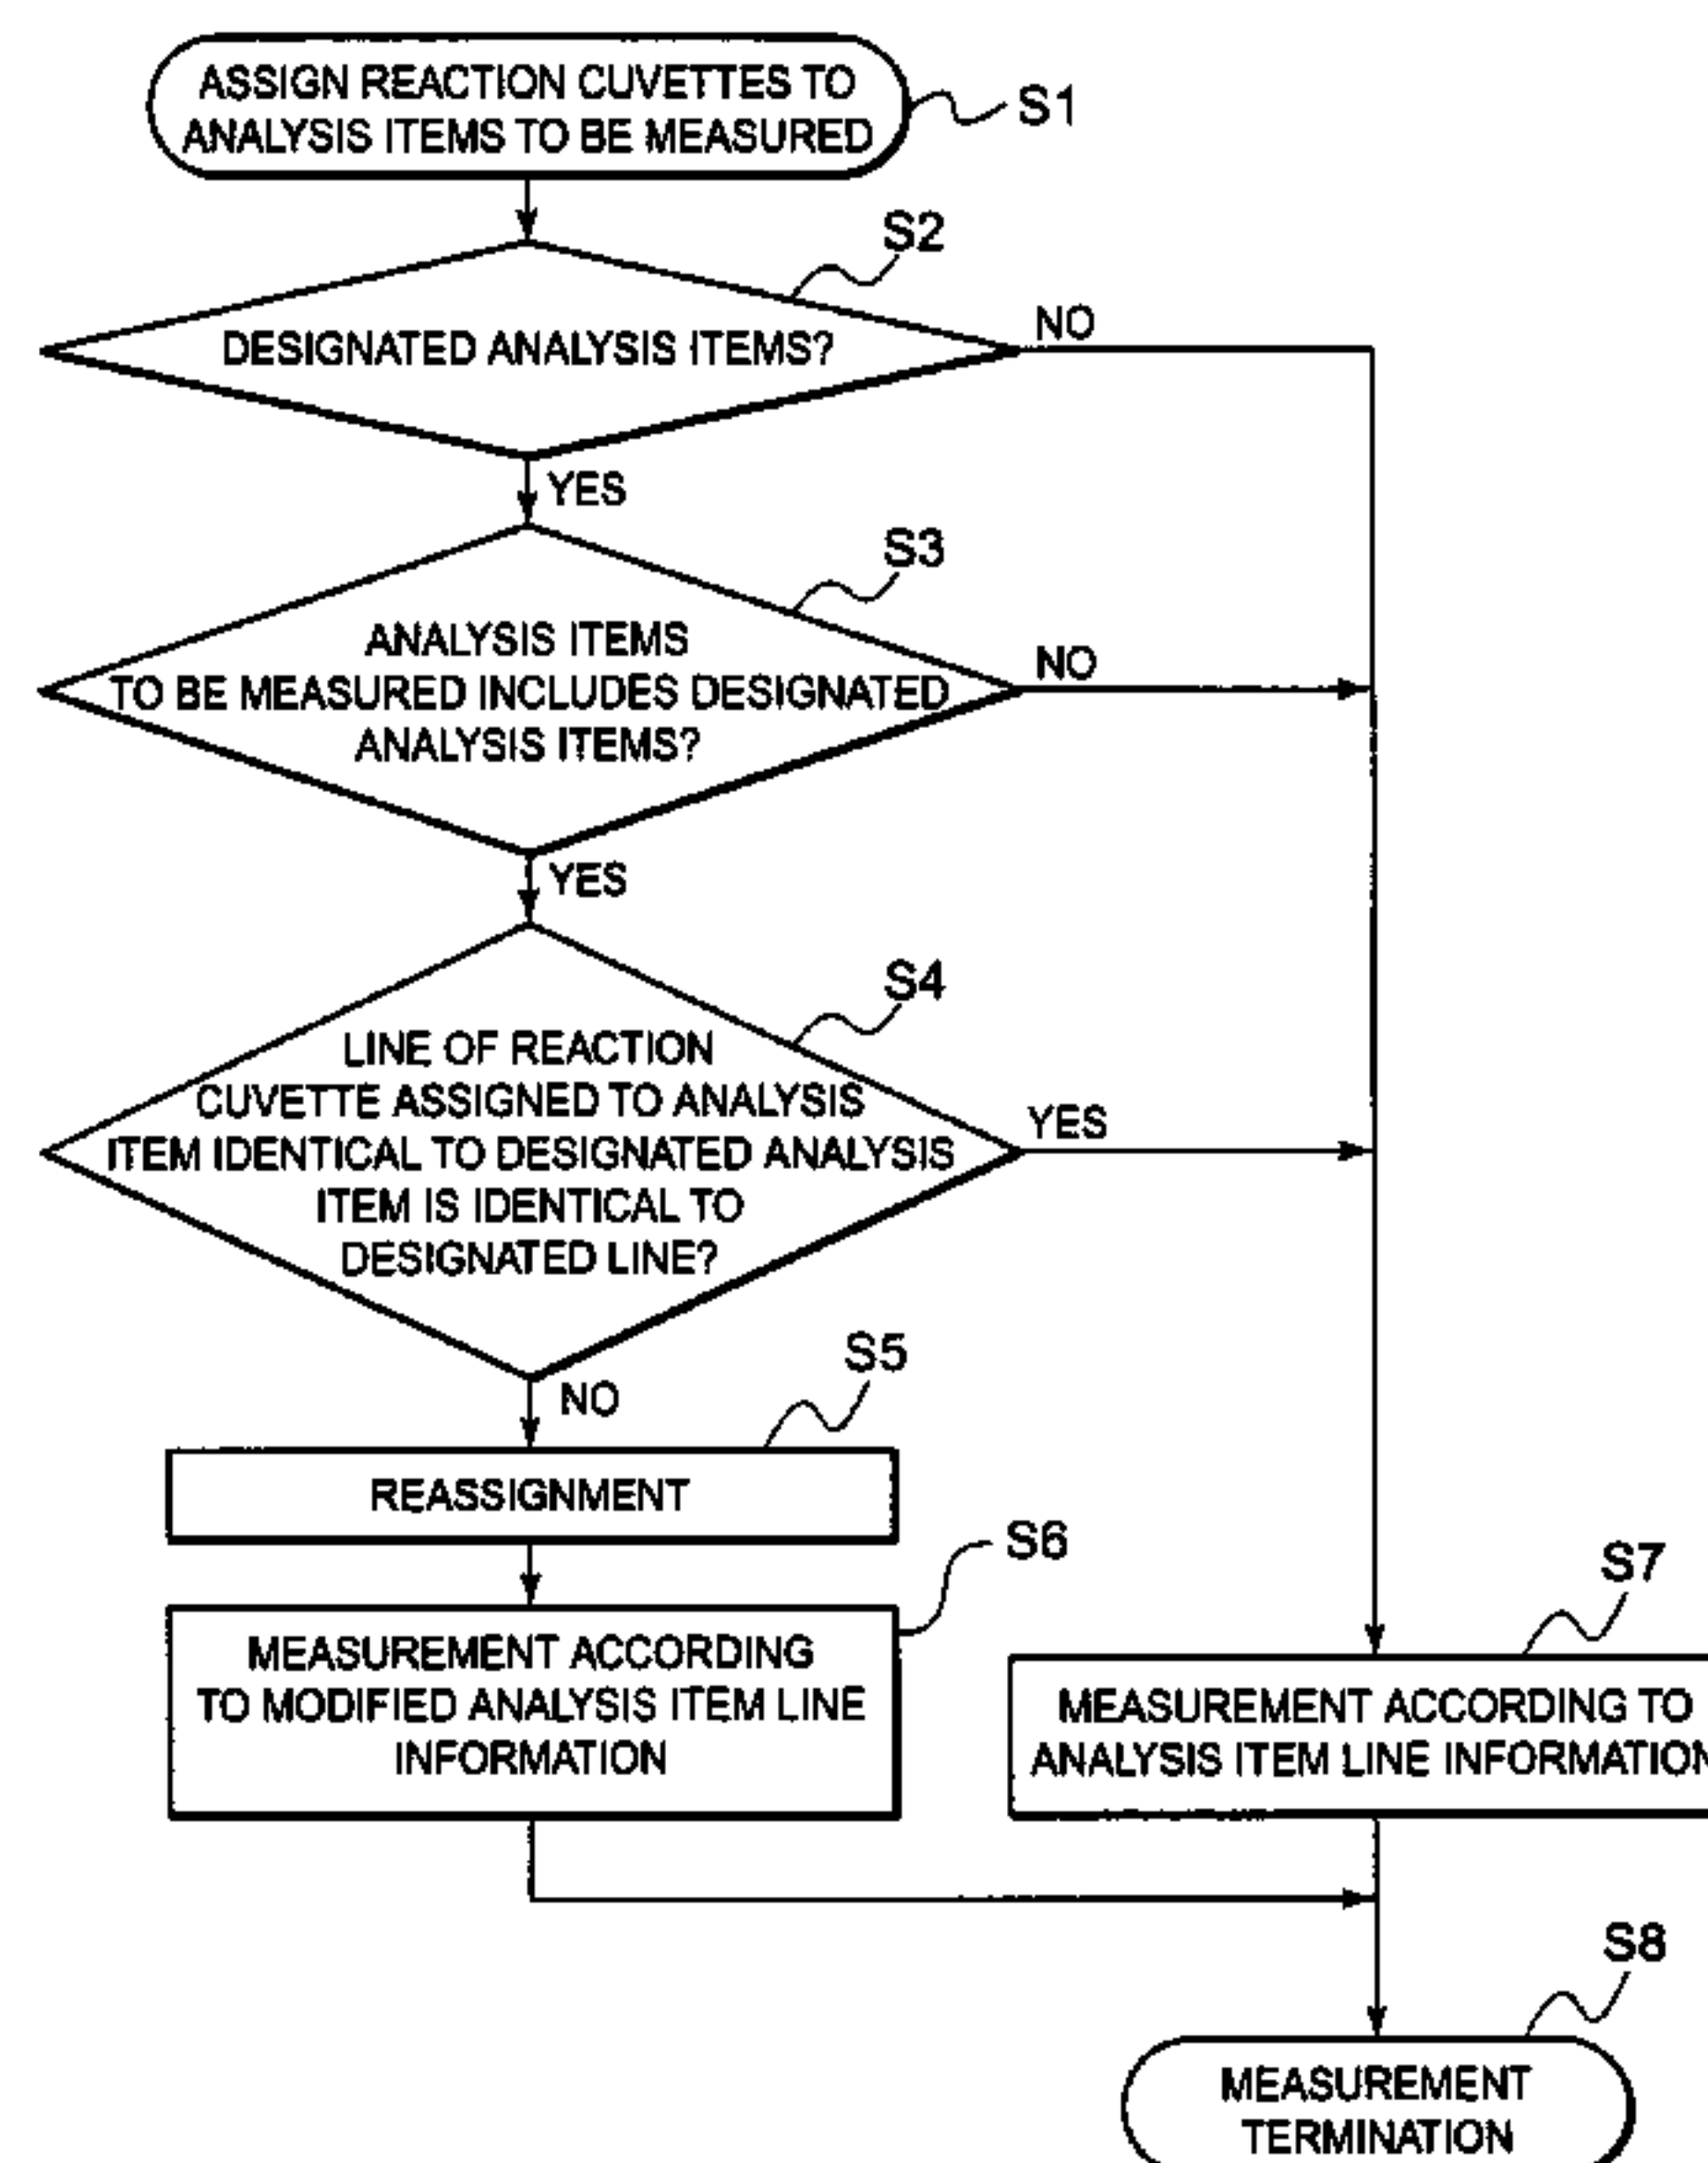 ASSIGN REACTION CUVETTES TO
ANALYSIS ITEMS TO BE MEASURED
S1
S2
DESIGNATED ANALYSIS ITEMS?
NO
YES
S3
ANALYSIS ITEMS
TO BE MEASURED INCLUDES DESIGNATED
ANALYSIS ITEMS?
NO
YES
S4
LINE OF REACTION
CUVETTE ASSIGNED TO ANALYSIS
ITEM IDENTICAL TO DESIGNATED ANALYSIS
ITEM IS IDENTICAL TO
DESIGNATED LINE?
YES
NO
S5
REASSIGNMENT
S6
MEASUREMENT ACCORDING
TO MODIFIED ANALYSIS ITEM LINE
INFORMATION
S7
MEASUREMENT ACCORDING TO
ANALYSIS ITEM LINE INFORMATION
S8
MEASUREMENT
TERMINATION